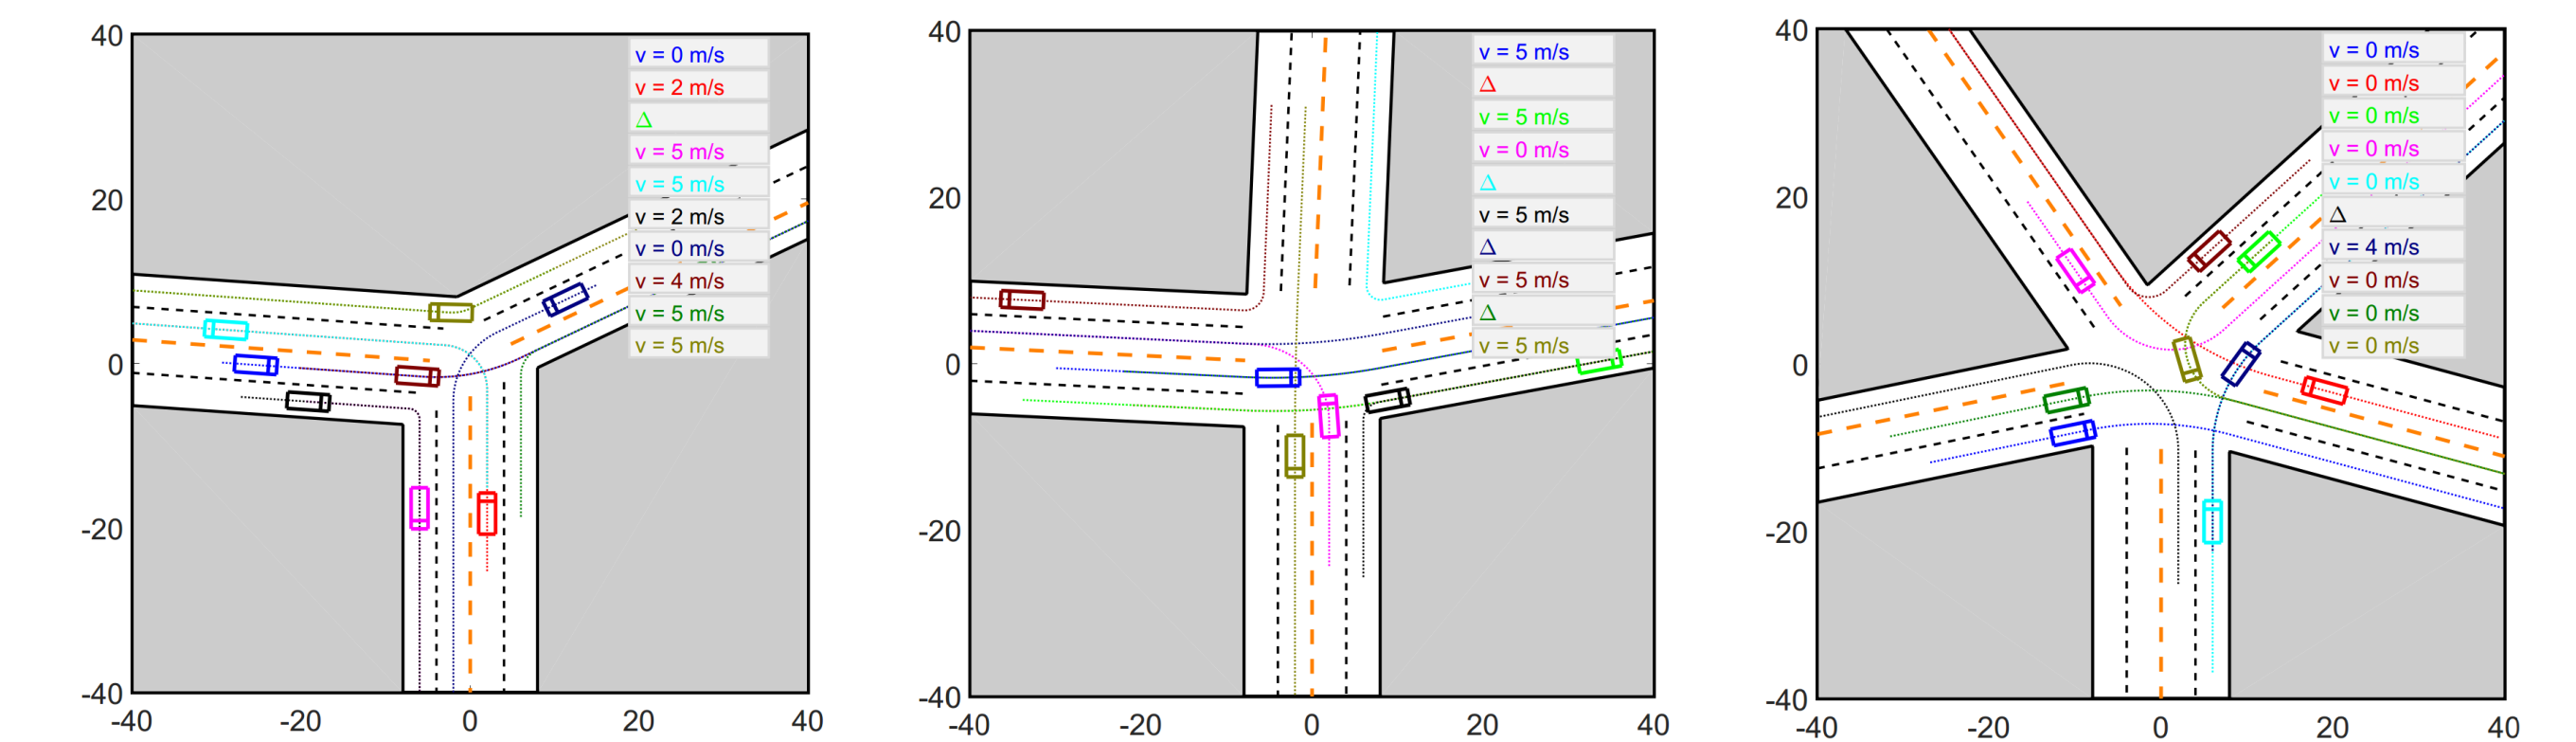 40
20
0
-20
-40
-40
-20
0
20
40
v = 0 m/s
v = 2 m/s
Δ
v = 5 m/s
v = 5 m/s
v = 2 m/s
v = 0 m/s
v = 4 m/s
v = 5 m/s
v = 5 m/s
40
20
0
-20
-40
-40
-20
0
20
40
v = 5 m/s
Δ
v = 5 m/s
v = 0 m/s
Δ
v = 5 m/s
Δ
v = 5 m/s
Δ
v = 5 m/s
40
20
0
-20
-40
-40
-20
0
20
40
v = 0 m/s
v = 0 m/s
v = 0 m/s
v = 0 m/s
v = 0 m/s
Δ
v = 4 m/s
v = 0 m/s
v = 0 m/s
v = 0 m/s